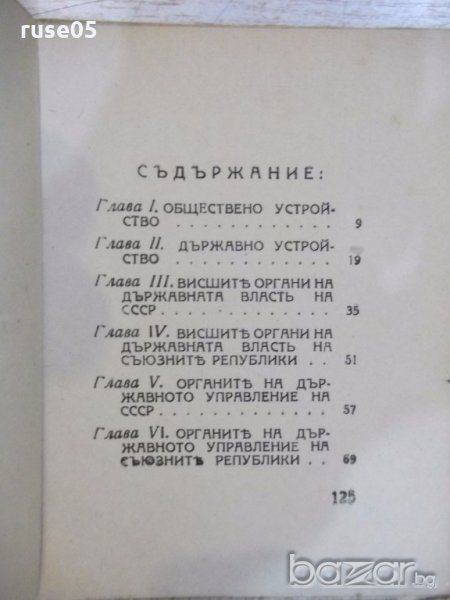 ruse05
СЪДЪРЖАНИЕ:
Глава I. ОБЩЕСТВЕНО УСТРОЙ-
СТВО . . . . . . . . . . . . . 9
Глава II. ДЪРЖАВНО УСТРОЙ-
СТВО . . . . . . . . . . . . . 19
Глава III. ВИСШИТѢ ОРГАНИ НА
ДЪРЖАВНАТА ВЛАСТЬ НА
СССР . . . . . . . . . . . . . 35
Глава IV. ВИСШИТѢ ОРГАНИ НА
ДЪРЖАВНАТА ВЛАСТЬ НА
СЪЮЗНИТѢ РЕПУБЛИКИ . . 51
Глава V. ОРГАНИТѢ НА ДЪР-
ЖАВНОТО УПРАВЛЕНИЕ НА
СССР . . . . . . . . . . . . . 57
Глава VI. ОРГАНИТѢ НА ДЪР-
ЖАВНОТО УПРАВЛЕНИЕ НА
СЪЮЗНИТѢ РЕПУБЛИКИ . . 69
125
bazar.bg